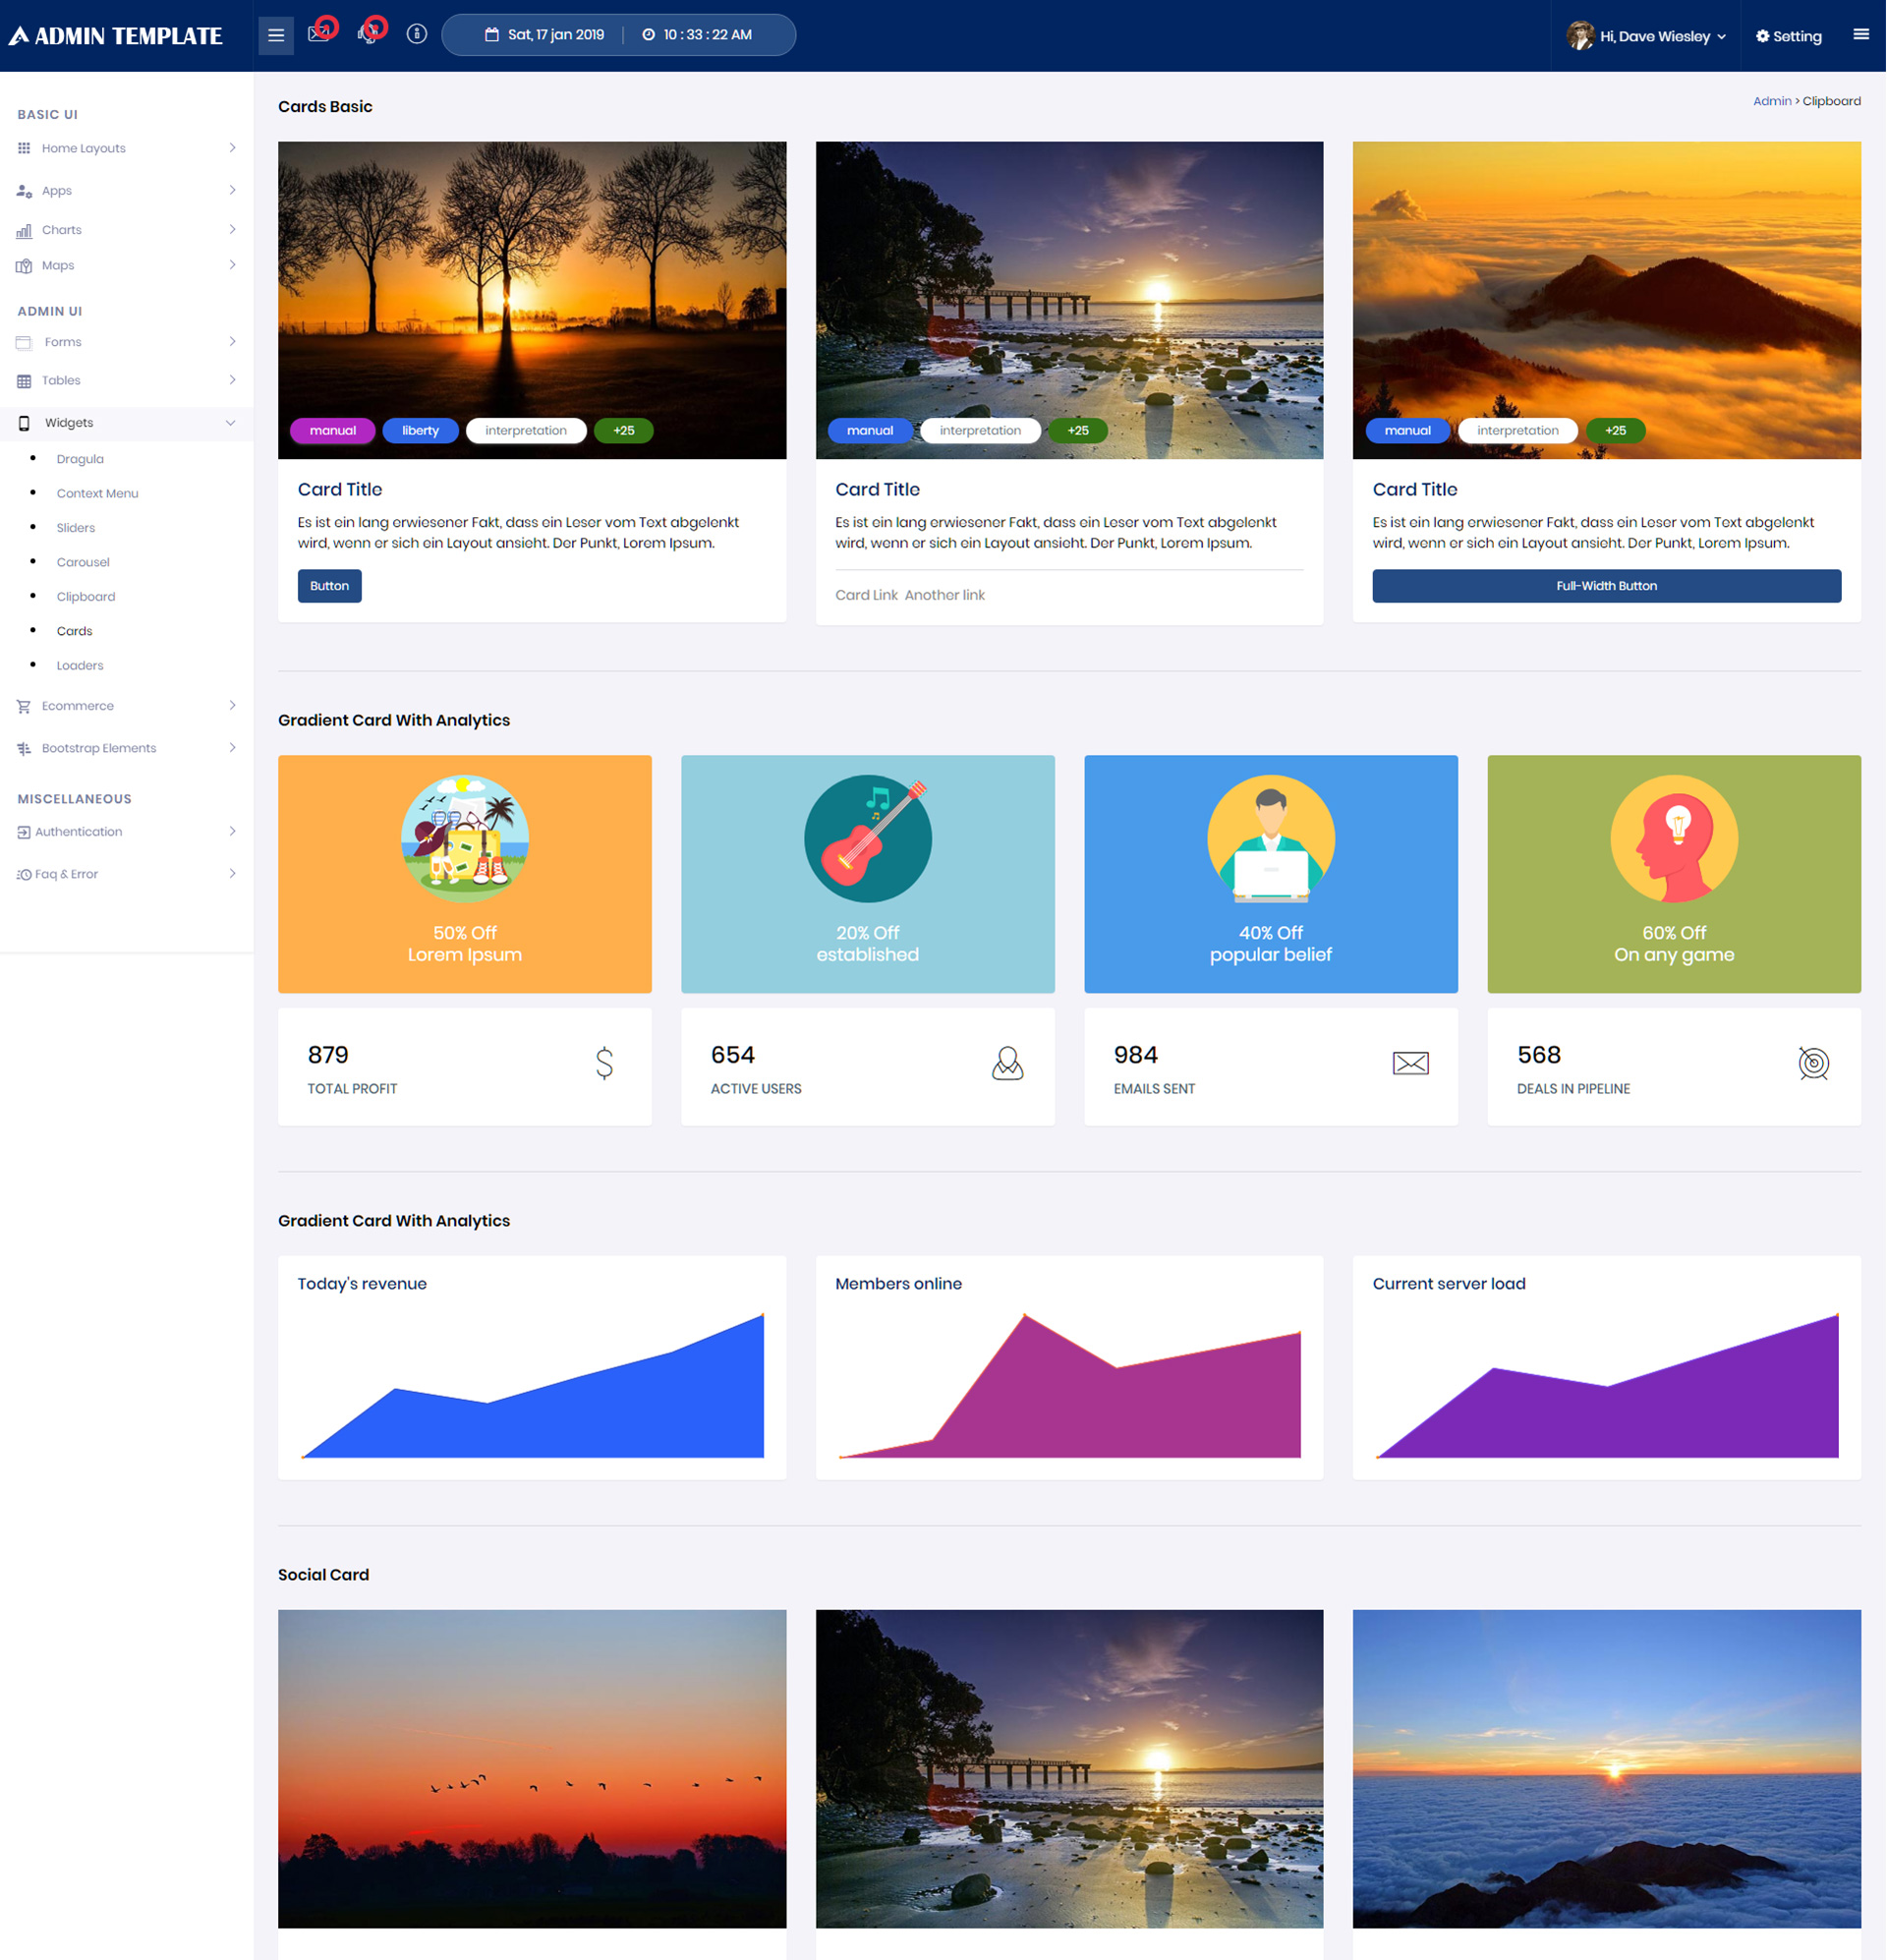 ADMIN TEMPLATE
Sat, 17 jan 2019
10 : 33 : 22 AM
Hi, Dave Wiesley
Setting
BASIC UI
Home Layouts
Apps
Charts
Maps
ADMIN UI
Forms
Tables
Widgets
Dragula
Context Menu
Sliders
Carousel
Clipboard
Cards
Loaders
Ecommerce
Bootstrap Elements
MISCELLANEOUS
Authentication
Faq & Error
Cards Basic
Admin > Clipboard
manual liberty interpretation +25
Card Title
Es ist ein lang erwiesener Fakt, dass ein Leser vom Text abgelenkt
wird, wenn er sich ein Layout ansieht. Der Punkt, Lorem Ipsum.
Button
manual interpretation +25
Card Title
Es ist ein lang erwiesener Fakt, dass ein Leser vom Text abgelenkt
wird, wenn er sich ein Layout ansieht. Der Punkt, Lorem Ipsum.
Card Link Another link
manual interpretation +25
Card Title
Es ist ein lang erwiesener Fakt, dass ein Leser vom Text abgelenkt
wird, wenn er sich ein Layout ansieht. Der Punkt, Lorem Ipsum.
Full-Width Button
Gradient Card With Analytics
50% Off
Lorem Ipsum
20% Off
established
40% Off
popular belief
60% Off
On any game
879
TOTAL PROFIT
654
ACTIVE USERS
984
EMAILS SENT
568
DEALS IN PIPELINE
Gradient Card With Analytics
Today's revenue
Members online
Current server load
Social Card